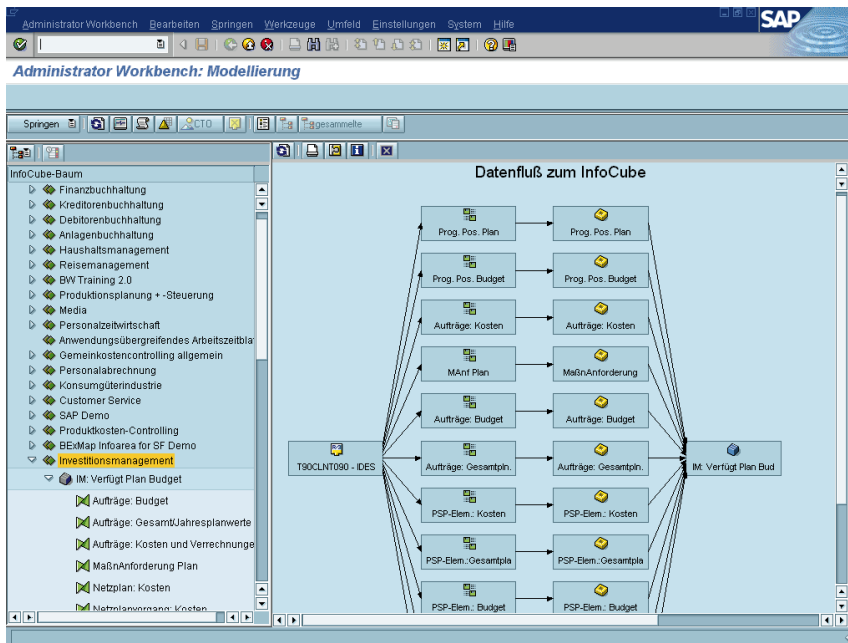 Administrator Workbench Bearbeiten Springen Werkzeuge Umfeld Einstellungen System Hilfe
SAP
Administrator Workbench: Modellierung
Springen CTO gesammelte
InfoCube-Baum
Finanzbuchhaltung
Kreditorenbuchhaltung
Debitorenbuchhaltung
Anlagenbuchhaltung
Haushaltsmanagement
Reisemanagement
BW Training 2.0
Produktionsplanung + -Steuerung
Media
Personalzeitwirtschaft
Anwendungsübergreifendes Arbeitszeitbla
Gemeinkostencontrolling allgemein
Personalabrechnung
Konsumgüterindustrie
Customer Service
SAP Demo
Produktkosten-Controlling
BExMap Infoarea for SF Demo
Investitionsmanagement
IM: Verfügt Plan Budget
Aufträge: Budget
Aufträge: Gesamt/Jahresplanwerte
Aufträge: Kosten und Verrechnunge
MaßnAnforderung Plan
Netzplan: Kosten
Netzplanvorgang: Kosten
Datenfluß zum InfoCube
Prog. Pos. Plan Prog. Pos. Plan
Prog. Pos. Budget Prog. Pos. Budget
Aufträge: Kosten Aufträge: Kosten
MAnf Plan MaßnAnforderung
Aufträge: Budget Aufträge: Budget
T90CLNT090 - IDES Aufträge: Gesamtpln. Aufträge: Gesamtpln. IM: Verfügt Plan Bud
PSP-Elem.: Kosten PSP-Elem.: Kosten
PSP-Elem.:Gesamtpla PSP-Elem.:Gesamtpla
PSP-Elem.: Budget PSP-Elem.: Budget